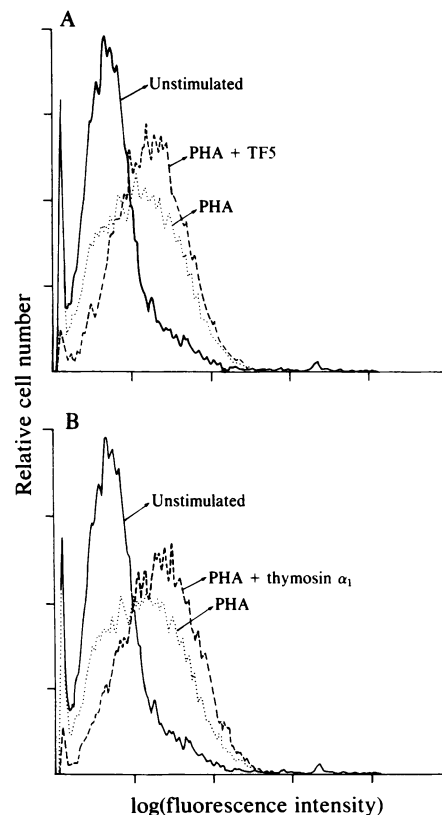 A
Unstimulated
PHA + TF5
PHA
Relative cell number
B
Unstimulated
PHA + thymosin α₁
PHA
log(fluorescence intensity)